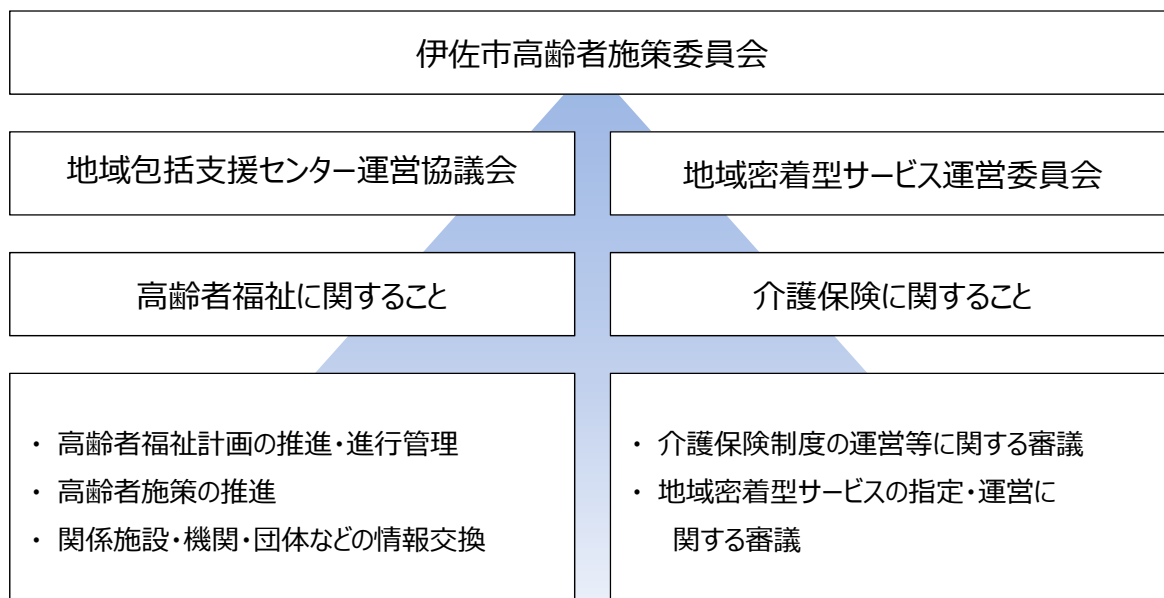 伊佐市高齢者施策委員会
地域包括支援センター運営協議会
地域密着型サービス運営委員会
高齢者福祉に関すること
介護保険に関すること
・ 高齢者福祉計画の推進・進行管理
・ 高齢者施策の推進
・ 関係施設・機関・団体などの情報交換
・ 介護保険制度の運営等に関する審議
・ 地域密着型サービスの指定・運営に
関する審議